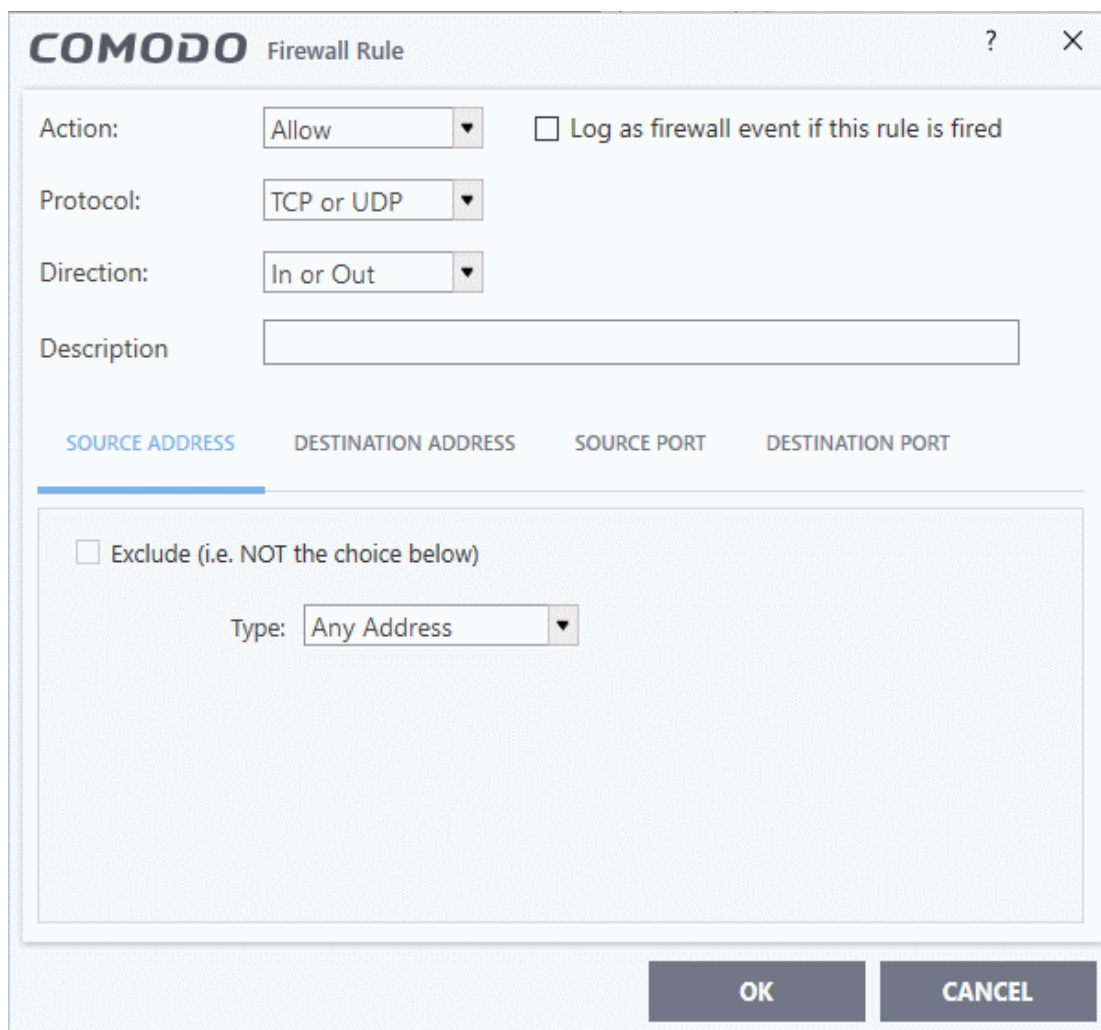 COMODO Firewall Rule ?
Action: Allow Log as firewall event if this rule is fired
Protocol: TCP or UDP
Direction: In or Out
Description
SOURCE ADDRESS DESTINATION ADDRESS SOURCE PORT DESTINATION PORT
Exclude (i.e. NOT the choice below)
Type: Any Address
OK CANCEL